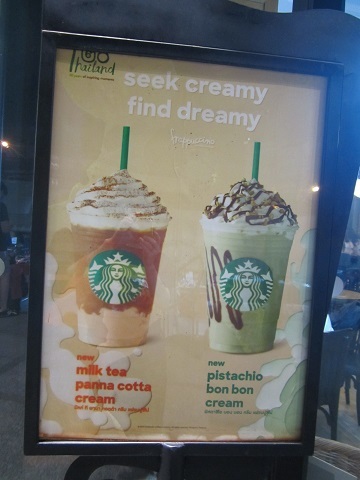 Thailand
seek creamy
find dreamy
frappuccino
new
milk tea
panna cotta
cream
new
pistachio
bon bon
cream